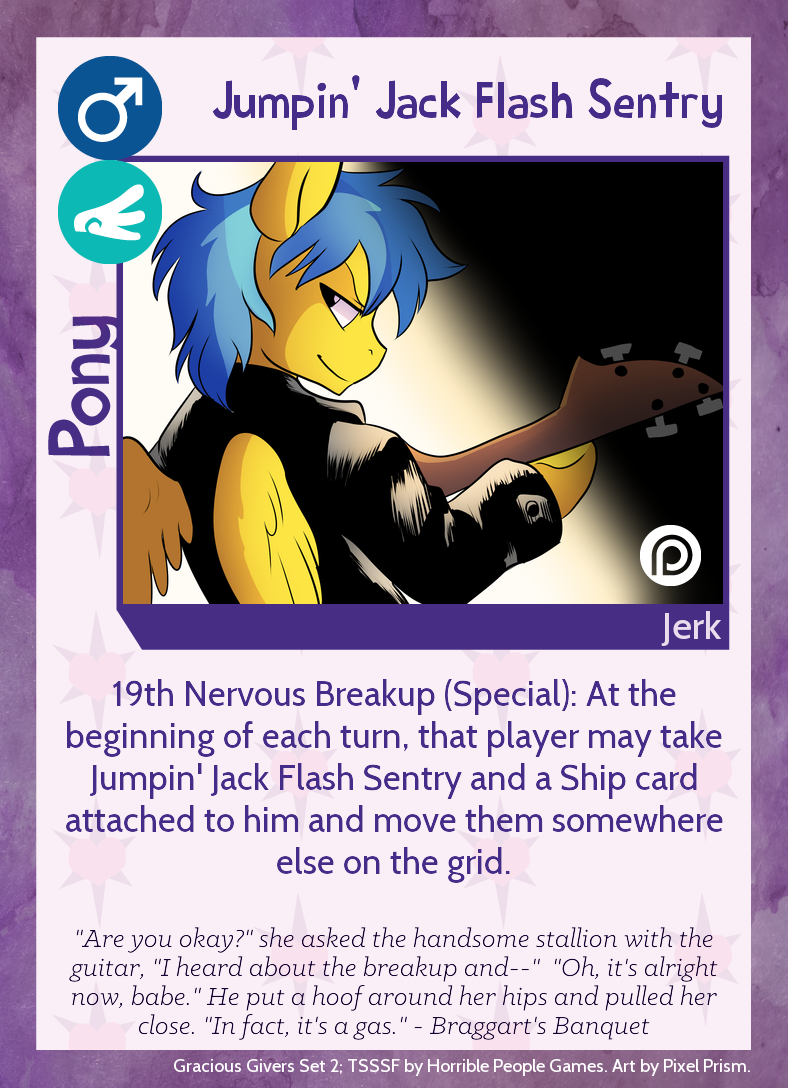 Jumpin' Jack Flash Sentry
Pony
Jerk
19th Nervous Breakup (Special): At the
beginning of each turn, that player may take
Jumpin' Jack Flash Sentry and a Ship card
attached to him and move them somewhere
else on the grid.
"Are you okay?" she asked the handsome stallion with the
guitar, "I heard about the breakup and--"  "Oh, it's alright
now, babe." He put a hoof around her hips and pulled her
close. "In fact, it's a gas." - Braggart's Banquet
Gracious Givers Set 2; TSSSF by Horrible People Games. Art by Pixel Prism.